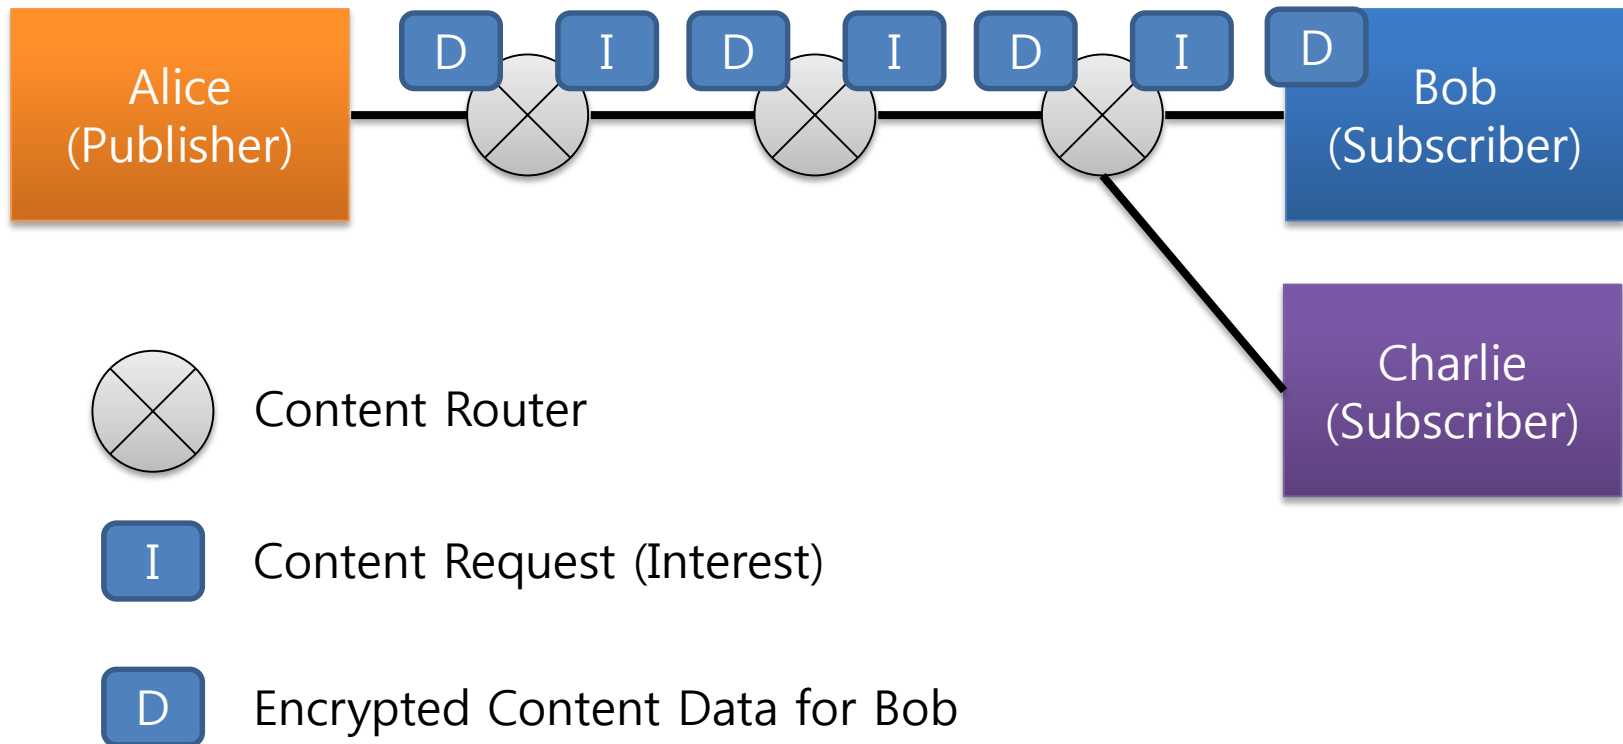 Alice
(Publisher)
D
I
D
I
D
I
D
Bob
(Subscriber)
Charlie
(Subscriber)
Content Router
I
Content Request (Interest)
D
Encrypted Content Data for Bob